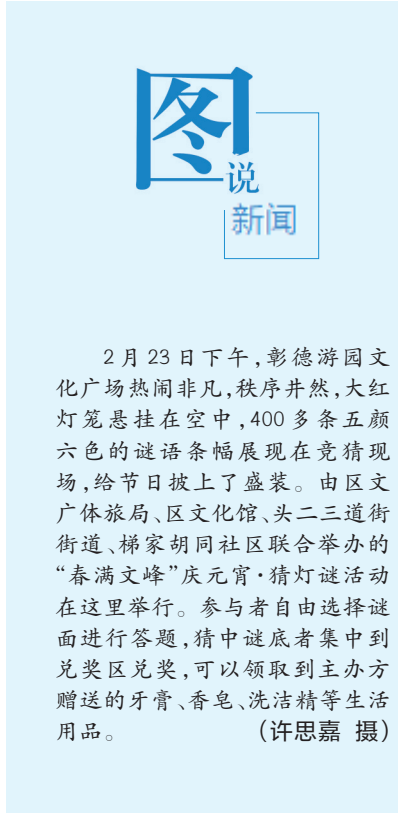 图
说
新闻
2月23日下午,彰德游园文
化广场热闹非凡,秩序井然,大红
灯笼悬挂在空中,400多条五颜
六色的谜语条幅展现在竞猜现
场,给节日披上了盛装。由区文
广体旅局、区文化馆、头二三道街
街道、梯家胡同社区联合举办的
“春满文峰”庆元宵·猜灯谜活动
在这里举行。参与者自由选择谜
面进行答题,猜中谜底者集中到
兑奖区兑奖,可以领取到主办方
赠送的牙膏、香皂、洗洁精等生活
用品。 (许思嘉 摄)